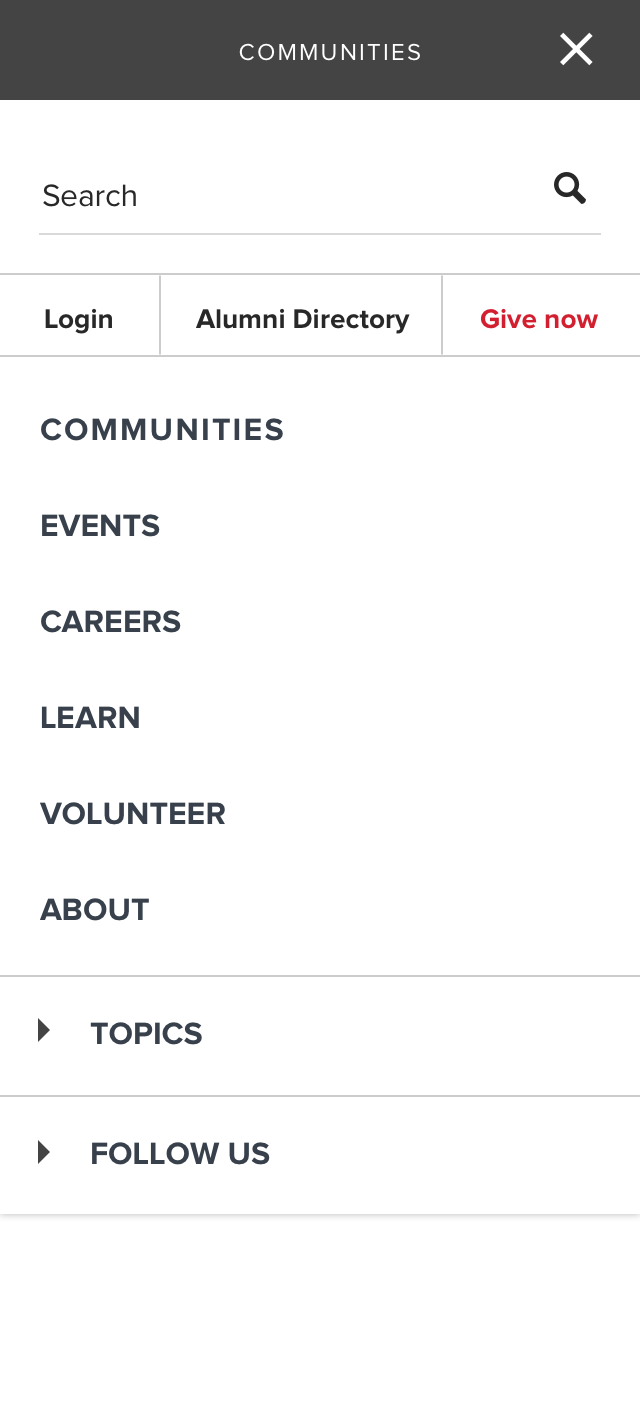 COMMUNITIES
Search
Login Alumni Directory Give now
COMMUNITIES
EVENTS
CAREERS
LEARN
VOLUNTEER
ABOUT
TOPICS
FOLLOW US